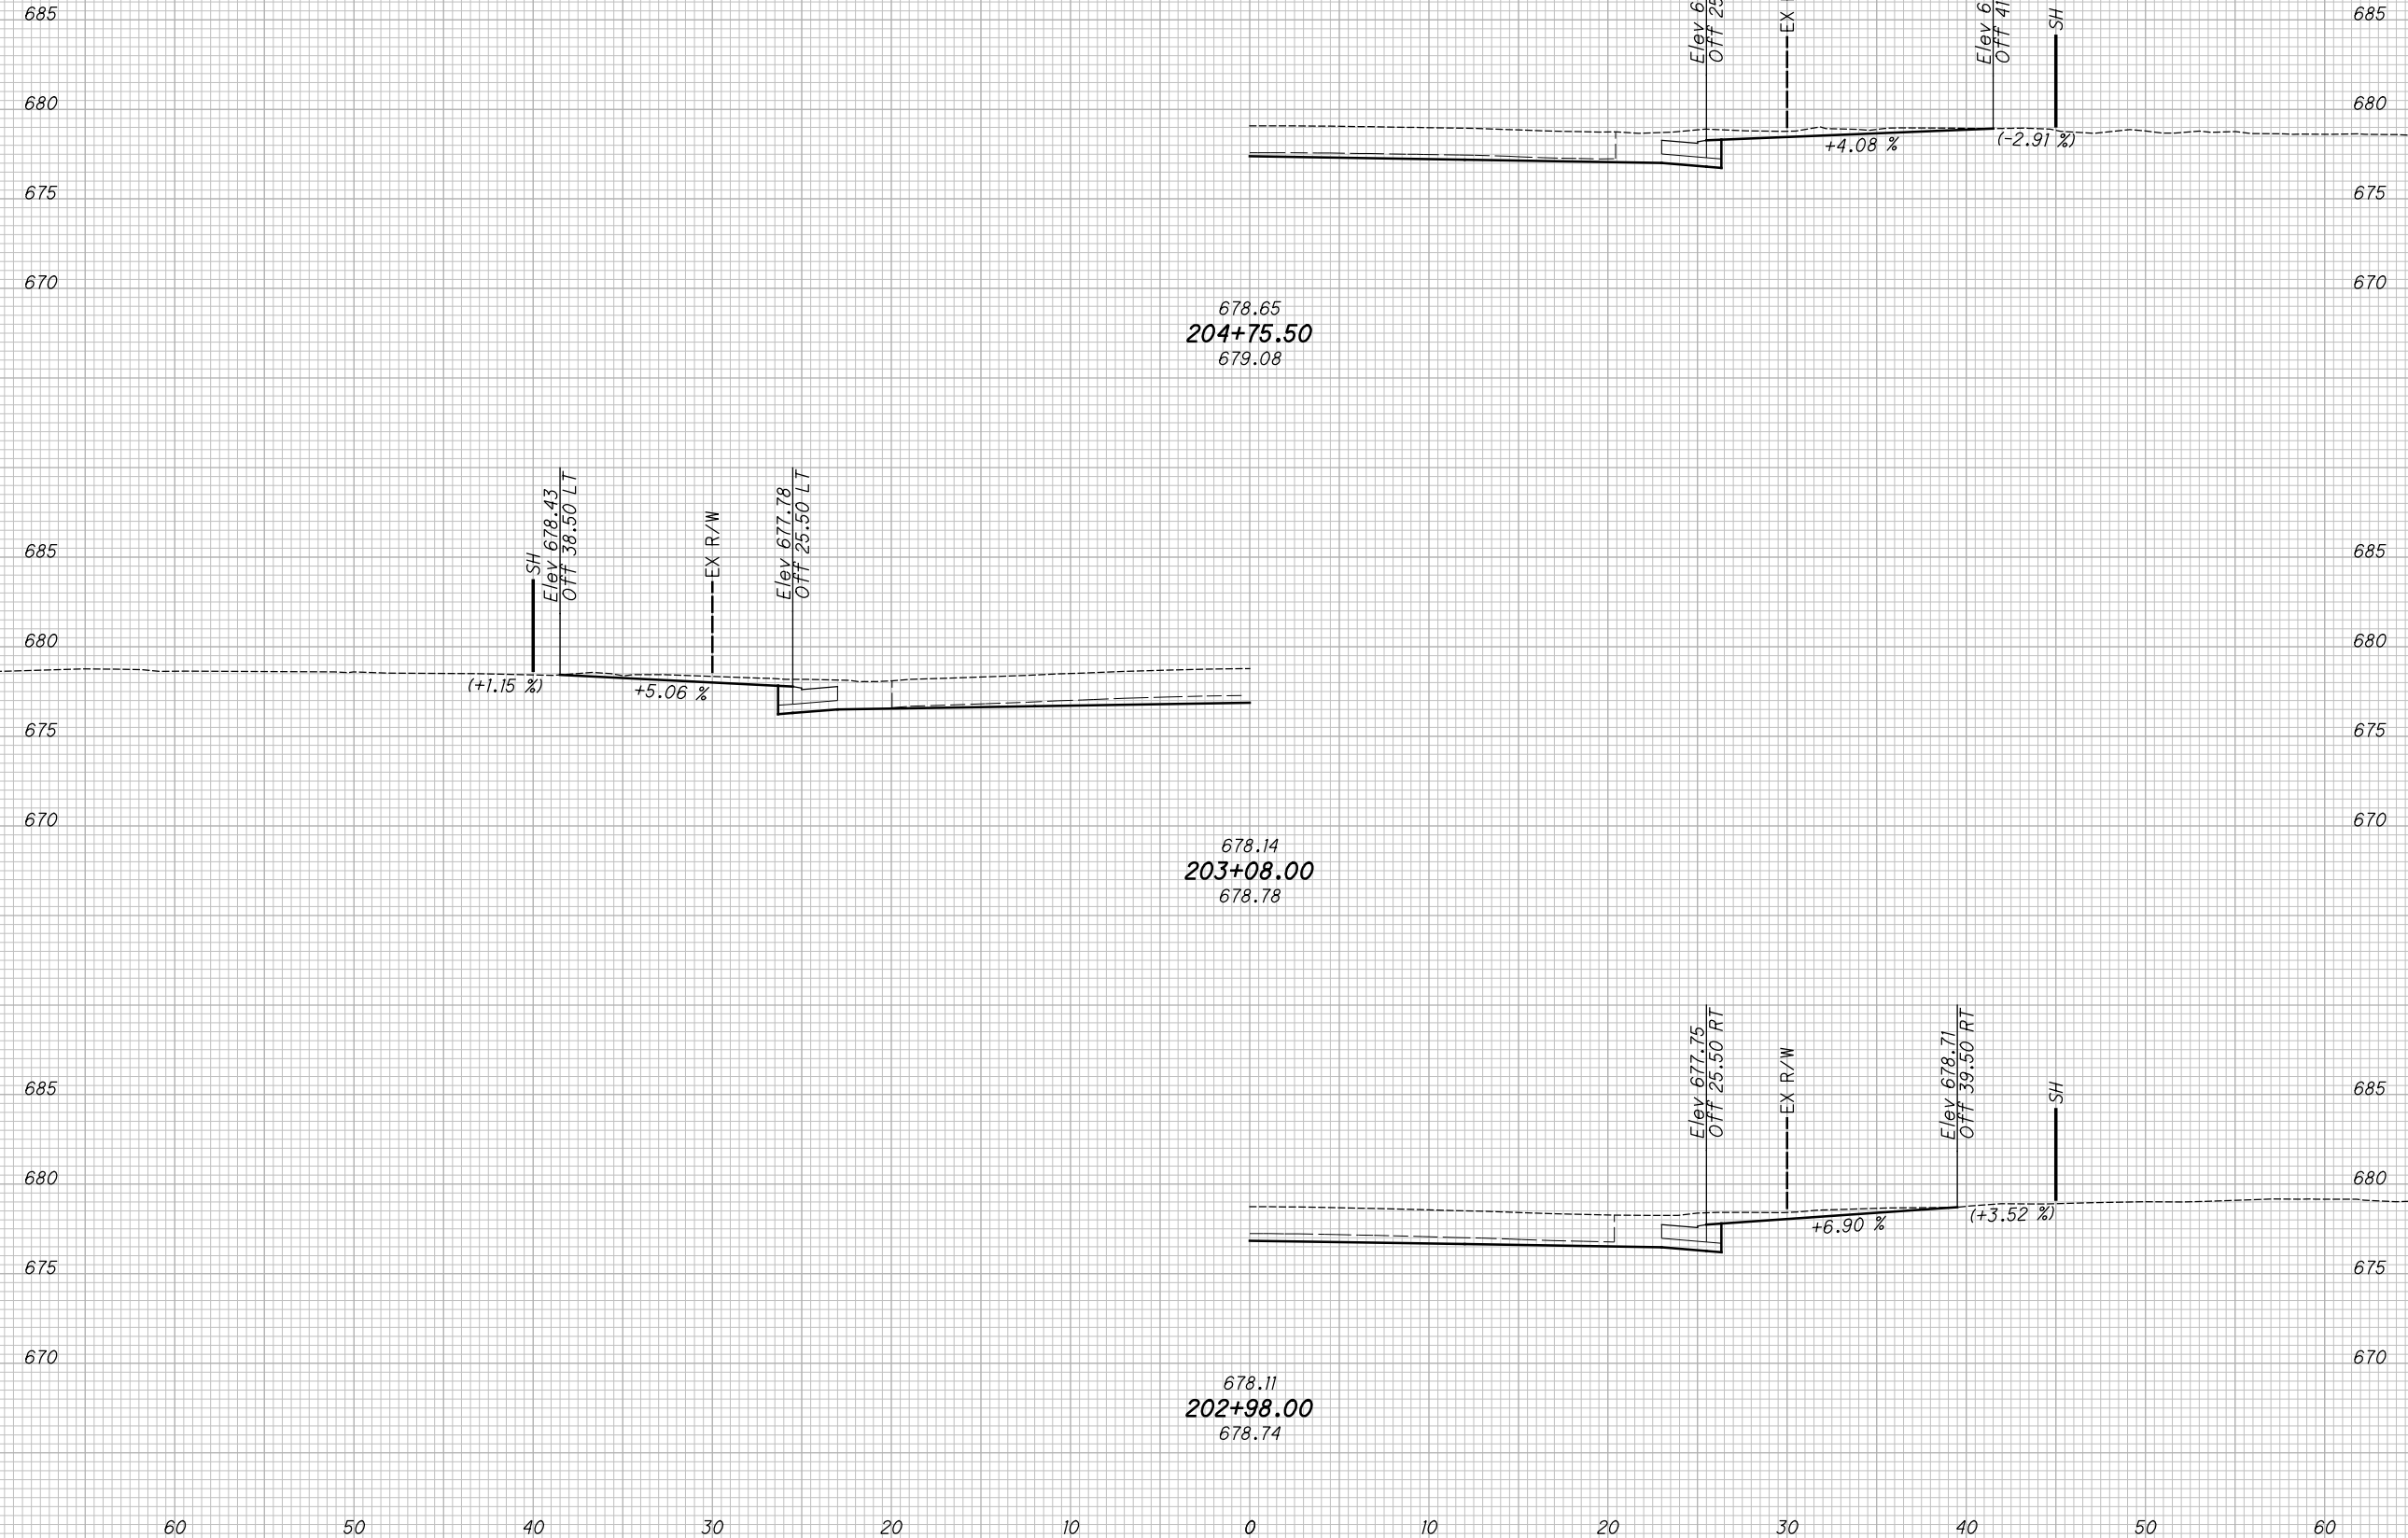 685
Elev 6
Off 25
EX
Elev 6
Off 41
SH
685
680
680
+4.08 %
(-2.91 %)
675
675
670
670
678.65
204+75.50
679.08
SH
Elev 678.43
Off 38.50 LT
EX R/W
Elev 677.78
Off 25.50 LT
685
685
680
680
(+1.15 %)
+5.06 %
675
675
670
670
678.14
203+08.00
678.78
Elev 677.75
Off 25.50 RT
EX R/W
Elev 678.71
Off 39.50 RT
SH
685
685
680
680
+6.90 %
(+3.52 %)
675
675
670
670
678.11
202+98.00
678.74
60 50 40 30 20 10 0 10 20 30 40 50 60